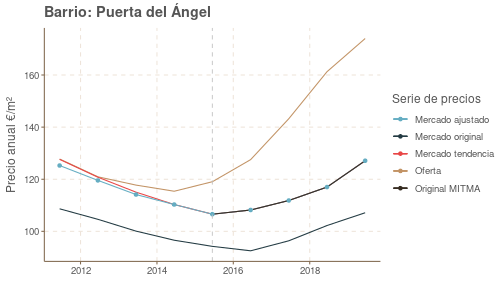 Barrio: Puerta del Ángel
Precio anual €/m²
160
140
120
100
2012
2014
2016
2018
Serie de precios
Mercado ajustado
Mercado original
Mercado tendencia
Oferta
Original MITMA